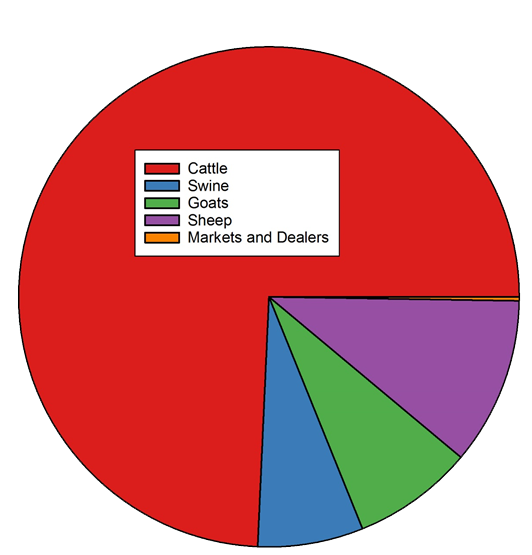 Cattle
Swine
Goats
Sheep
Markets and Dealers